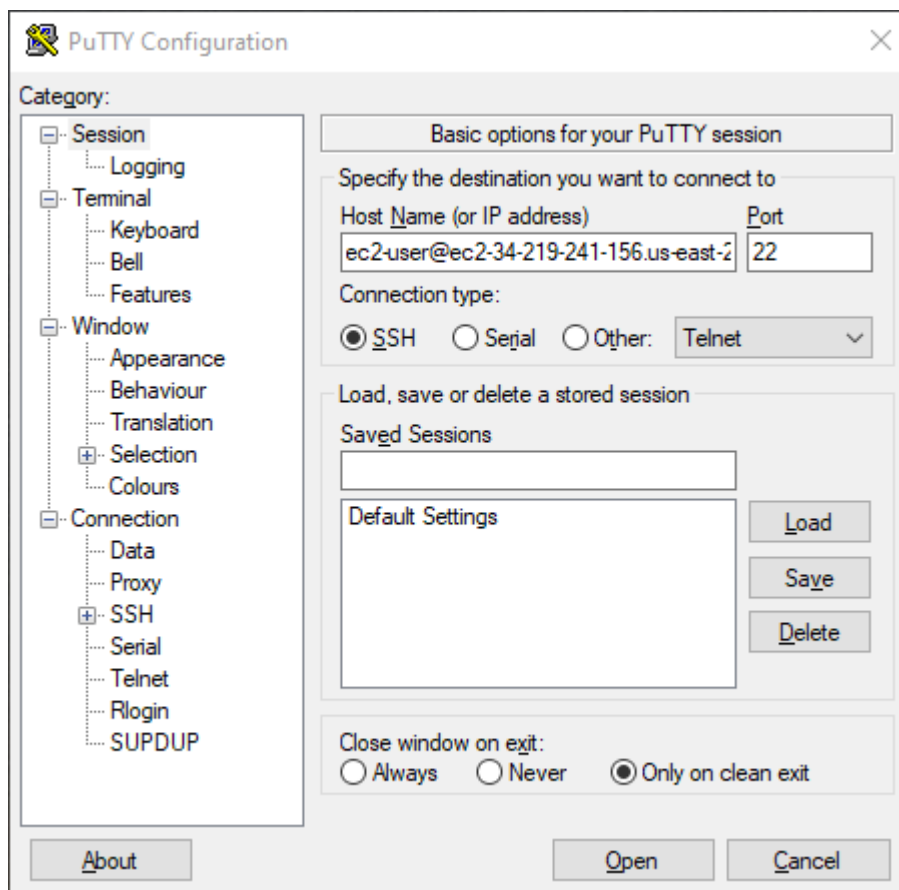 PuTTY Configuration
Category:
Session
Logging
Terminal
Keyboard
Bell
Features
Window
Appearance
Behaviour
Translation
Selection
Colours
Connection
Data
Proxy
SSH
Serial
Telnet
Rlogin
SUPDUP
Basic options for your PuTTY session
Specify the destination you want to connect to
Host Name (or IP address) Port
ec2-user@ec2-34-219-241-156.us-east-2 22
Connection type:
SSH Serial Other: Telnet
Load, save or delete a stored session
Saved Sessions
Default Settings
Load
Save
Delete
Close window on exit:
Always Never Only on clean exit
About Open Cancel